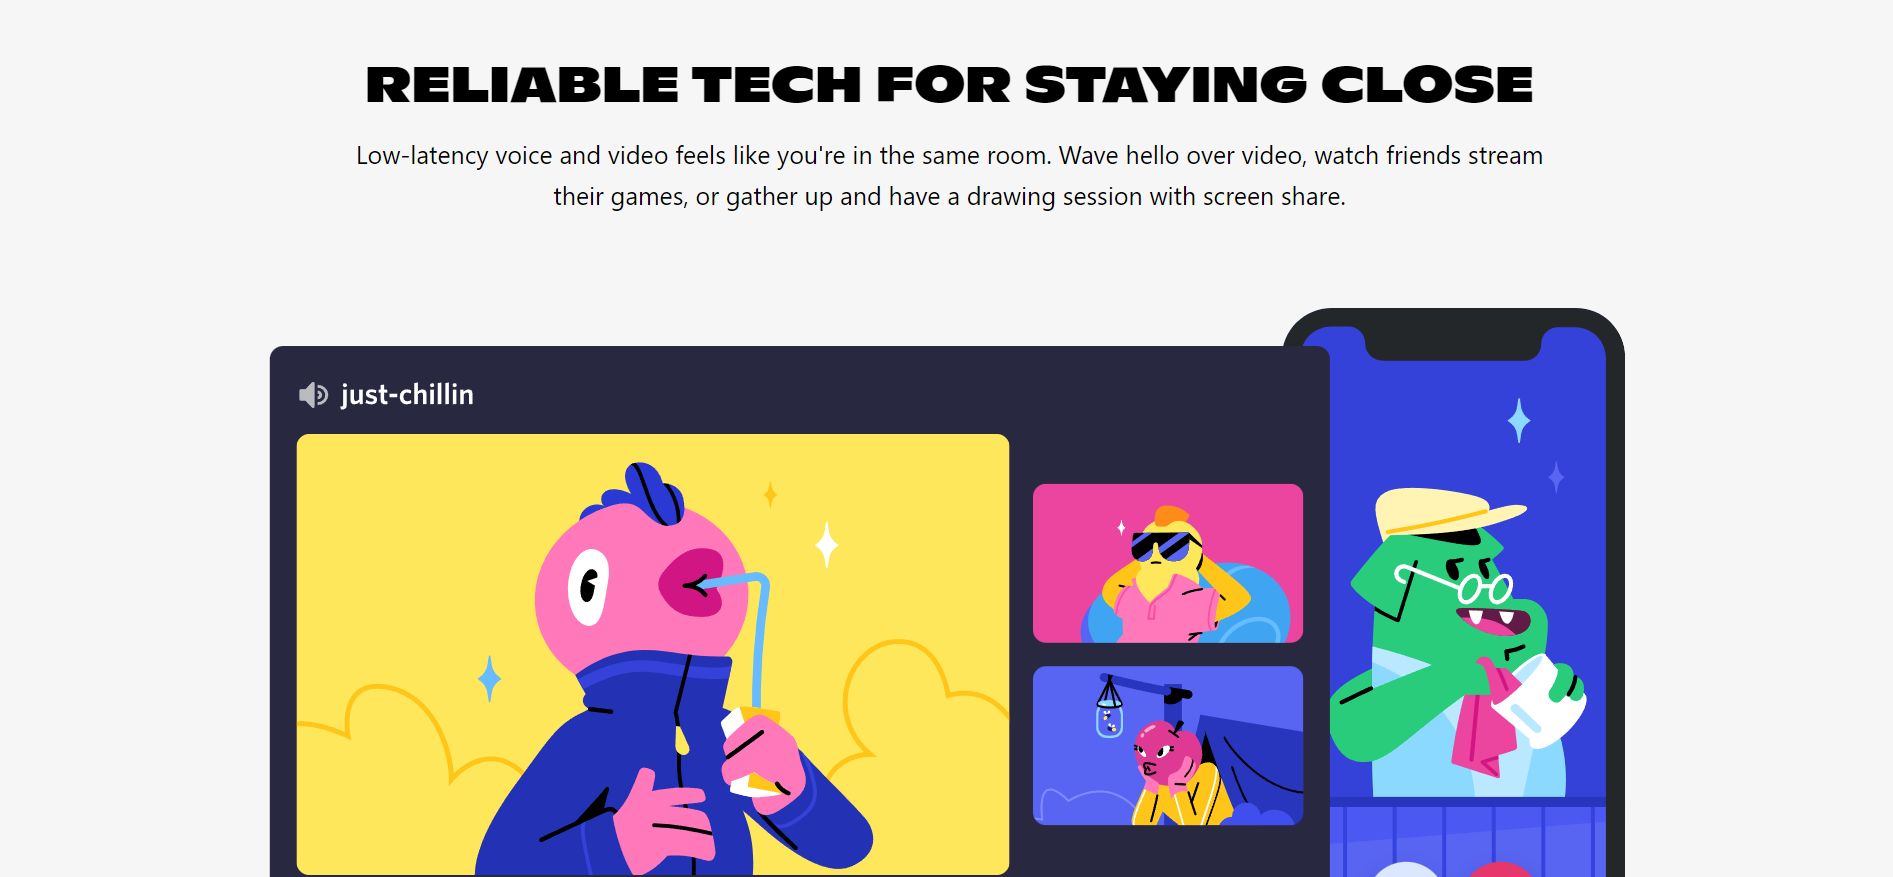 RELIABLE TECH FOR STAYING CLOSE
Low-latency voice and video feels like you're in the same room. Wave hello over video, watch friends stream
their games, or gather up and have a drawing session with screen share.
just-chillin